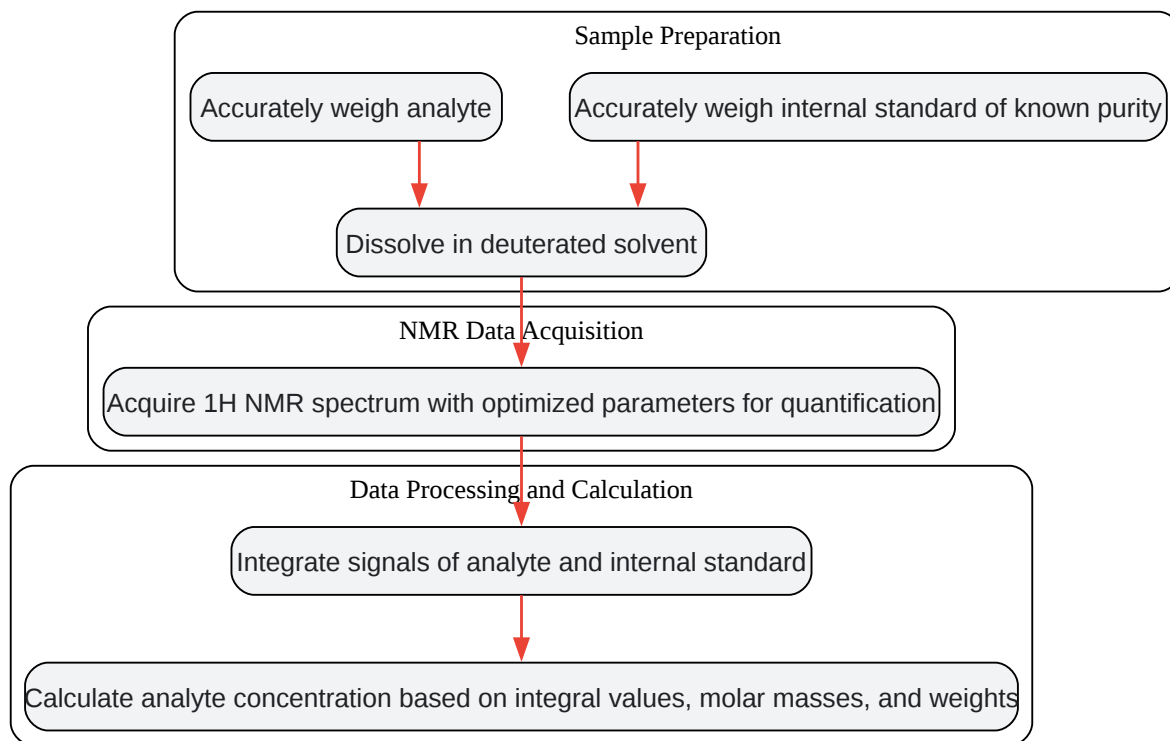 Sample Preparation
Accurately weigh analyte
Accurately weigh internal standard of known purity
Dissolve in deuterated solvent
NMR Data Acquisition
Acquire 1H NMR spectrum with optimized parameters for quantification
Data Processing and Calculation
Integrate signals of analyte and internal standard
Calculate analyte concentration based on integral values, molar masses, and weights